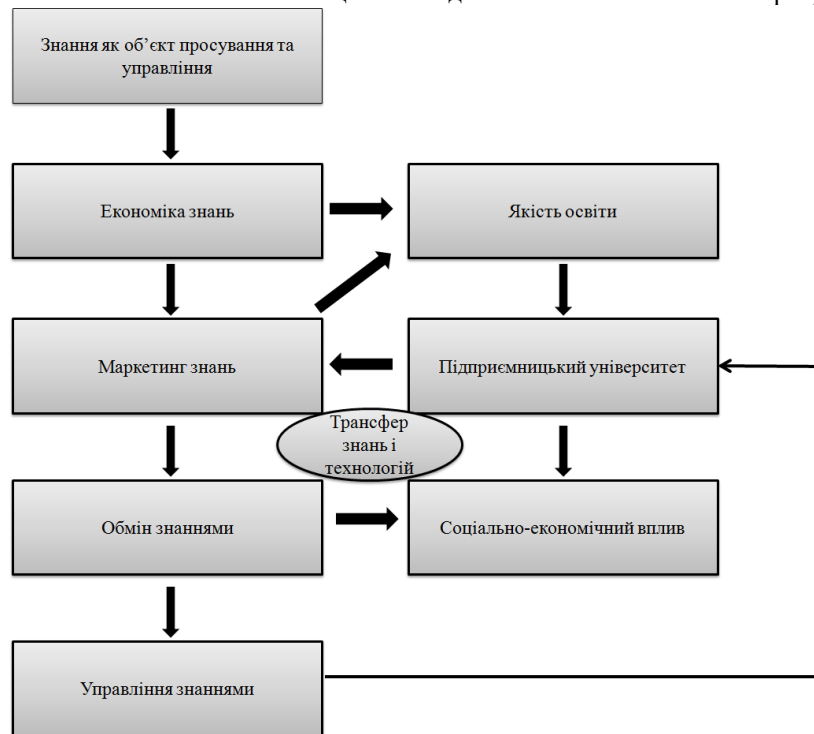 Знання як об’єкт просування та
управління
Економіка знань
Якість освіти
Маркетинг знань
Підприємницький університет
Трансфер
знань і
технологій
Обмін знаннями
Соціально-економічний вплив
Управління знаннями